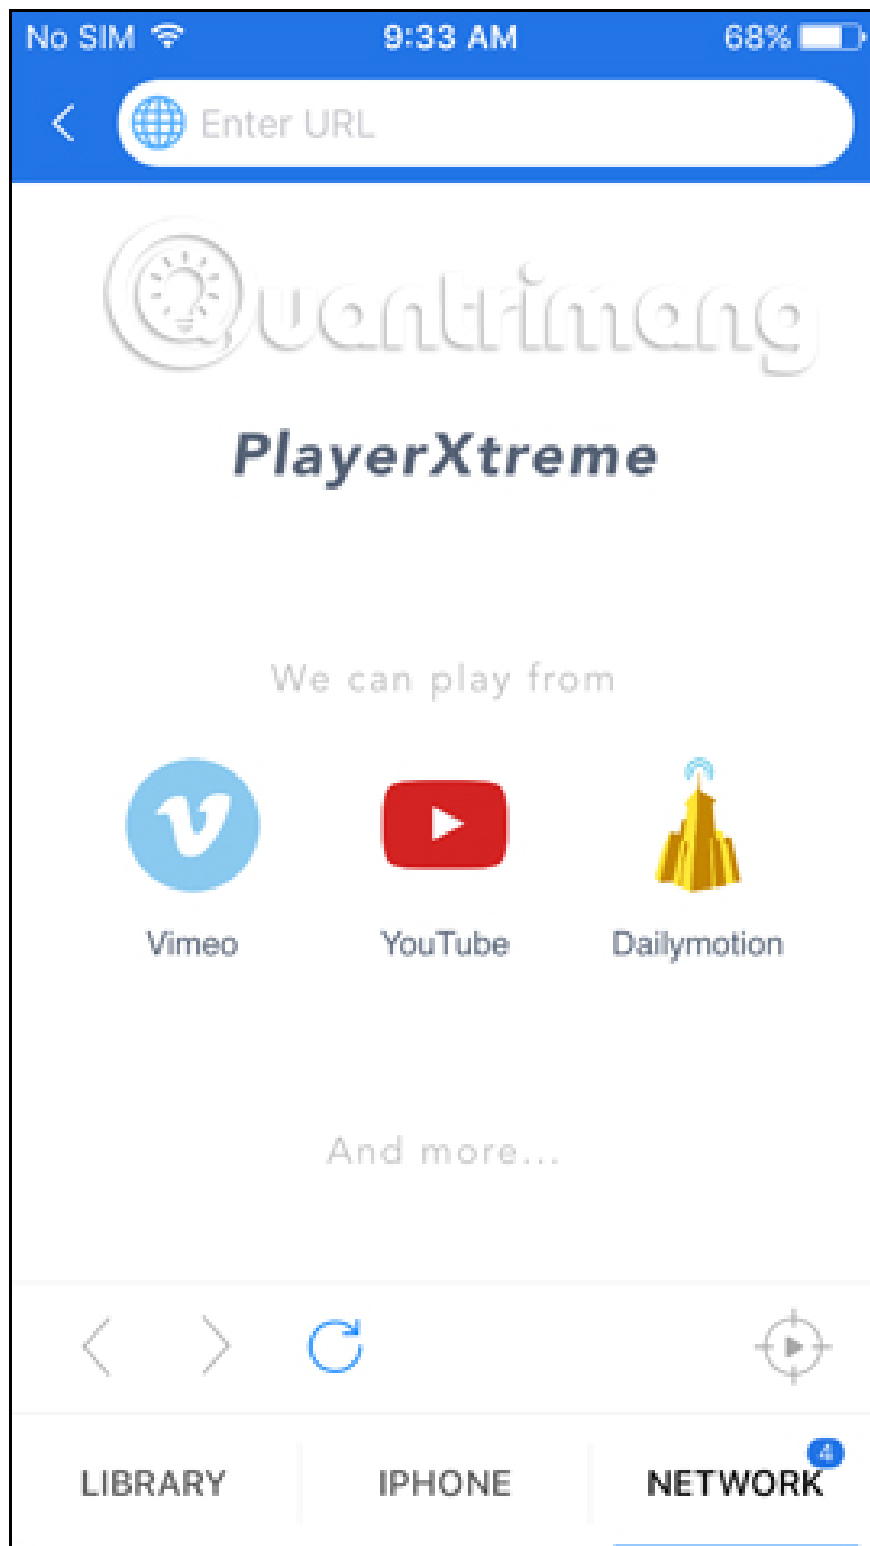 No SIM 9:33 AM 68%
Enter URL
Quantrimang
PlayerXtreme
We can play from
Vimeo YouTube Dailymotion
And more...
4
LIBRARY IPHONE NETWORK